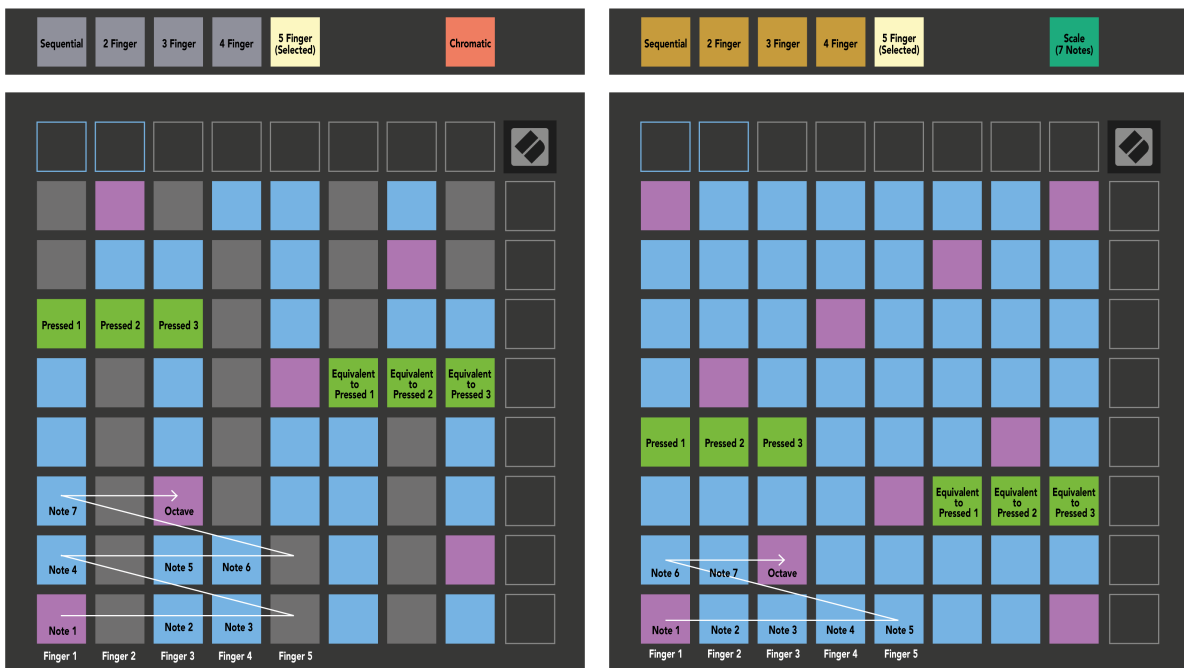 Sequential
2 Finger
3 Finger
4 Finger
5 Finger
(Selected)
Chromatic
Pressed 1
Pressed 2
Pressed 3
Equivalent
to
Pressed 1
Equivalent
to
Pressed 2
Equivalent
to
Pressed 3
Note 7
Octave
Note 4
Note 5
Note 6
Note 1
Note 2
Note 3
Finger 1
Finger 2
Finger 3
Finger 4
Finger 5
Sequential
2 Finger
3 Finger
4 Finger
5 Finger
(Selected)
Scale
(7 Notes)
Pressed 1
Pressed 2
Pressed 3
Equivalent
to
Pressed 1
Equivalent
to
Pressed 2
Equivalent
to
Pressed 3
Note 6
Note 7
Octave
Note 1
Note 2
Note 3
Note 4
Note 5
Finger 1
Finger 2
Finger 3
Finger 4
Finger 5